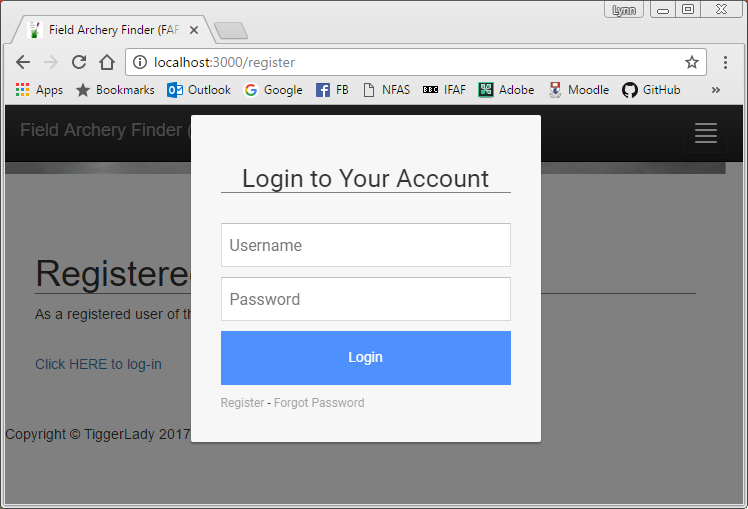 Lynn
Field Archery Finder (FAF
localhost:3000/register
Apps Bookmarks Outlook Google FB NFAS IFAF Adobe Moodle GitHub »
Field Archery Finder (
Login to Your Account
Username
Registered
Password
As a registered user of th
Login
Click HERE to log-in
Register - Forgot Password
Copyright © TiggerLady 2017